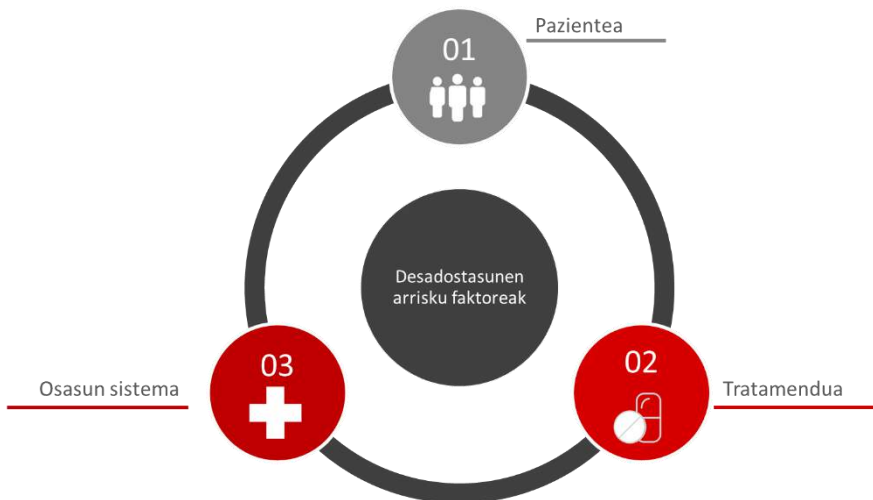 Pazientea
01
Desadostasunen
arrisku faktoreak
03
02
Osasun sistema
Tratamendua